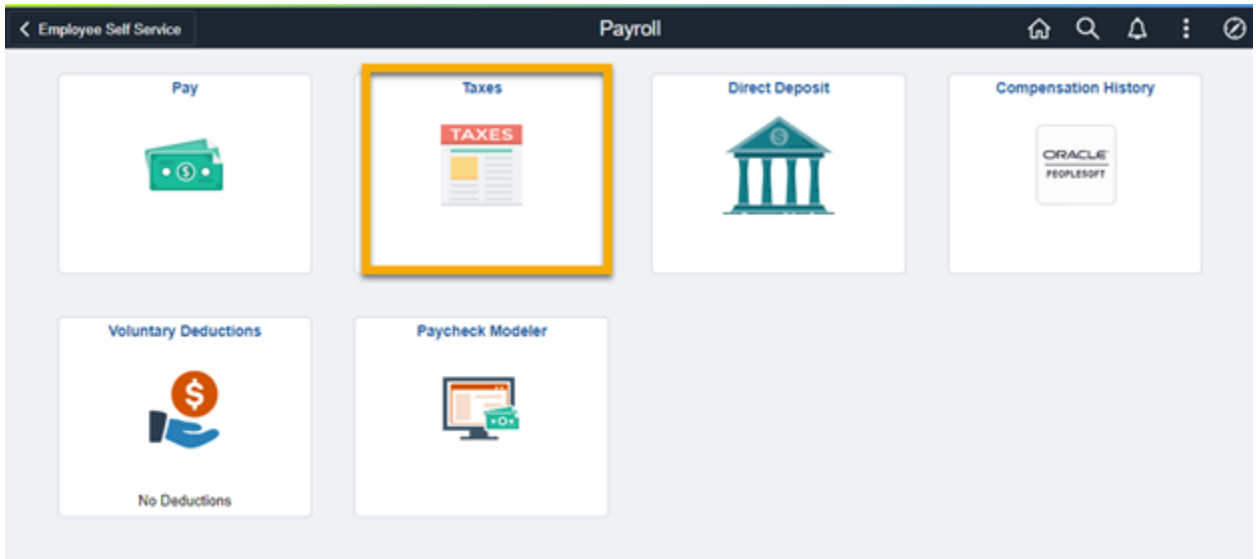 Employee Self Service
Payroll
Pay
Taxes
Direct Deposit
Compensation History
TAXES
ORACLE
PEOPLESOFT
Voluntary Deductions
Paycheck Modeler
No Deductions